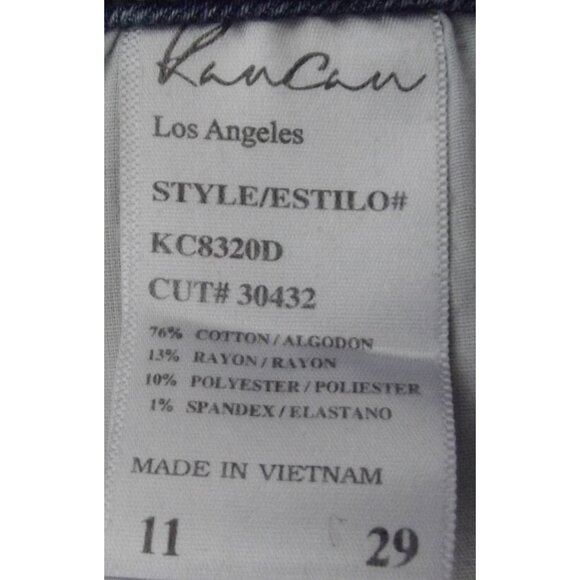 KanCan
Los Angeles
STYLE/ESTILO#
KC8320D
CUT# 30432
76% COTTON/ALGODON
13% RAYON/RAYON
10% POLYESTER/POLIESTER
1% SPANDEX/ELASTANO
MADE IN VIETNAM
11 29